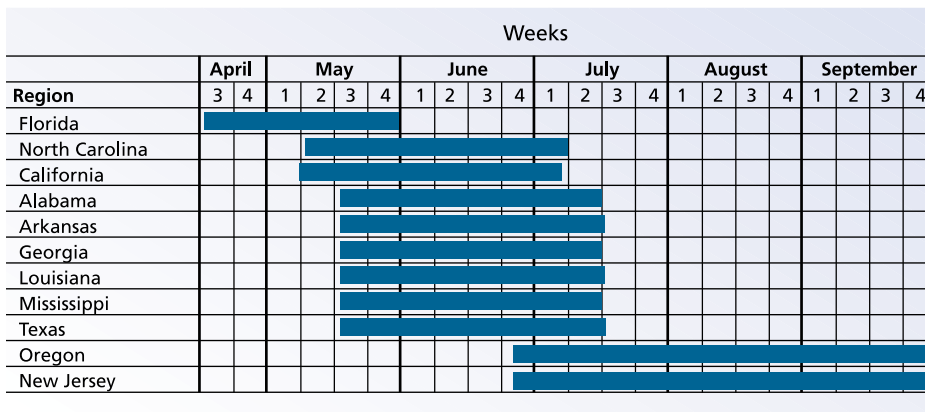 Weeks
April May June July August September
Region 3 4 1 2 3 4 1 2 3 4 1 2 3 4 1 2 3 4 1 2 3 4
Florida
North Carolina
California
Alabama
Arkansas
Georgia
Louisiana
Mississippi
Texas
Oregon
New Jersey